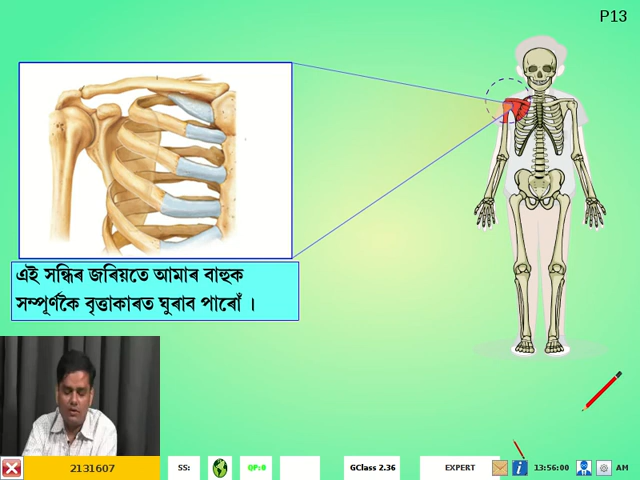 P13
এই সন্ধিৰ জৰিয়তে আমাৰ বাহুক
সম্পূৰ্ণকৈ বৃত্তাকাৰত ঘুৰাব পাৰোঁ ।
2131607
SS:
QF:0
GClass 2.36
EXPERT
13:56:00
AM